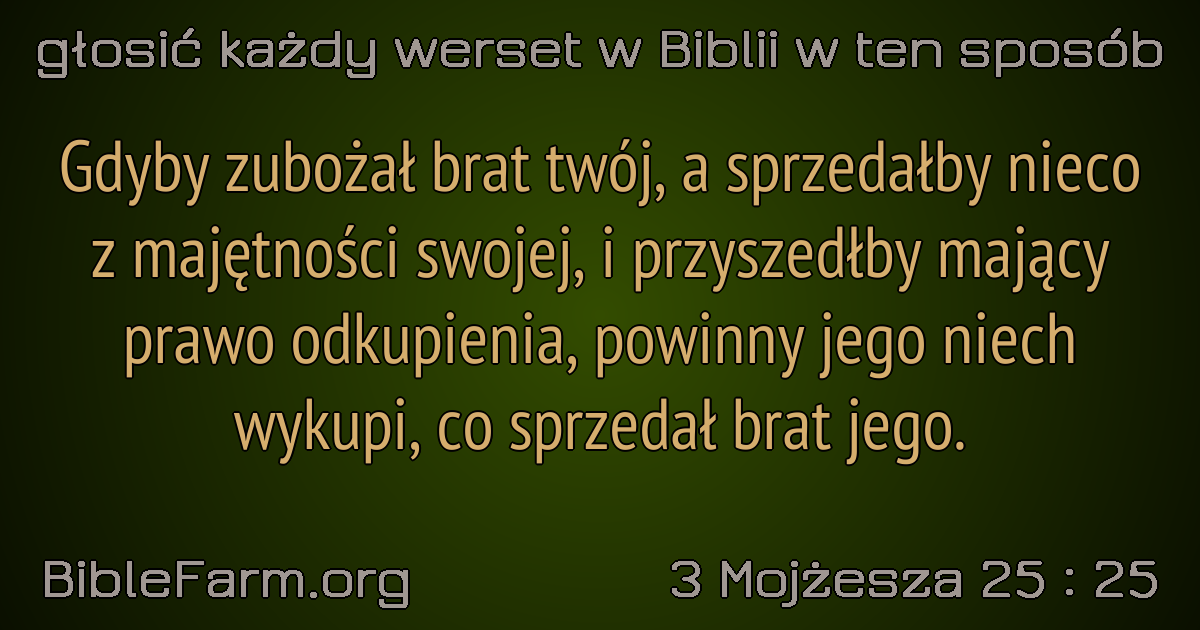 głosić każdy werset w Biblii w ten sposób
Gdyby zubożał brat twój, a sprzedałby nieco
z majętności swojej, i przyszedłby mający
prawo odkupienia, powinny jego niech
wykupi, co sprzedał brat jego.
BibleFarm.org
3 Mojżesza 25 : 25